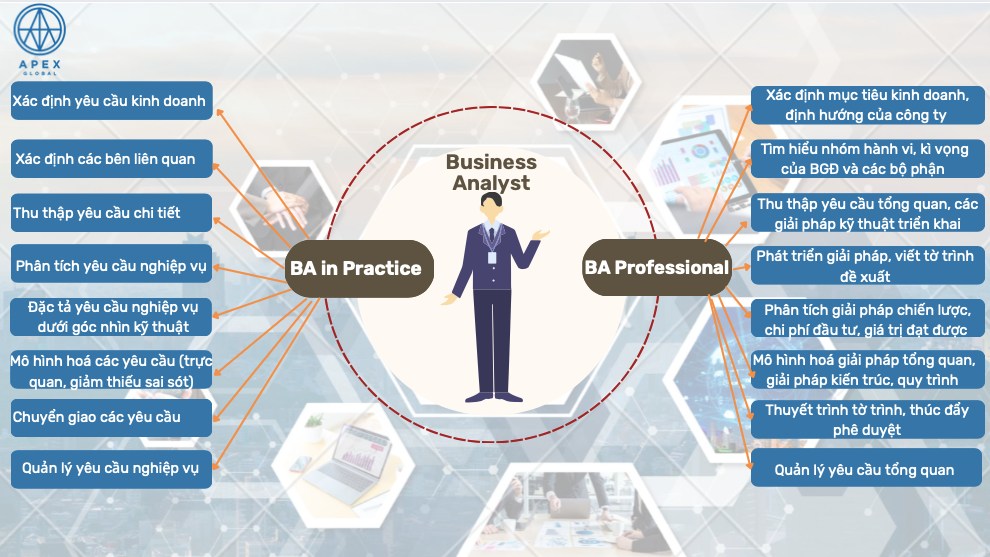 APEX
GLOBAL
Xác định yêu cầu kinh doanh
Xác định các bên liên quan
Thu thập yêu cầu chi tiết
Phân tích yêu cầu nghiệp vụ
Đặc tả yêu cầu nghiệp vụ
dưới góc nhìn kỹ thuật
Mô hình hoá các yêu cầu (trực
quan, giảm thiểu sai sót)
Chuyển giao các yêu cầu
Quản lý yêu cầu nghiệp vụ
BA in Practice
Business
Analyst
BA Professional
Xác định mục tiêu kinh doanh,
định hướng của công ty
Tìm hiểu nhóm hành vi, kì vọng
của BGĐ và các bộ phận
Thu thập yêu cầu tổng quan, các
giải pháp kỹ thuật triển khai
Phát triển giải pháp, viết tờ trình
đề xuất
Phân tích giải pháp chiến lược,
chi phí đầu tư, giá trị đạt được
Mô hình hoá giải pháp tổng quan,
giải pháp kiến trúc, quy trình
Thuyết trình tờ trình, thúc đẩy
phê duyệt
Quản lý yêu cầu tổng quan